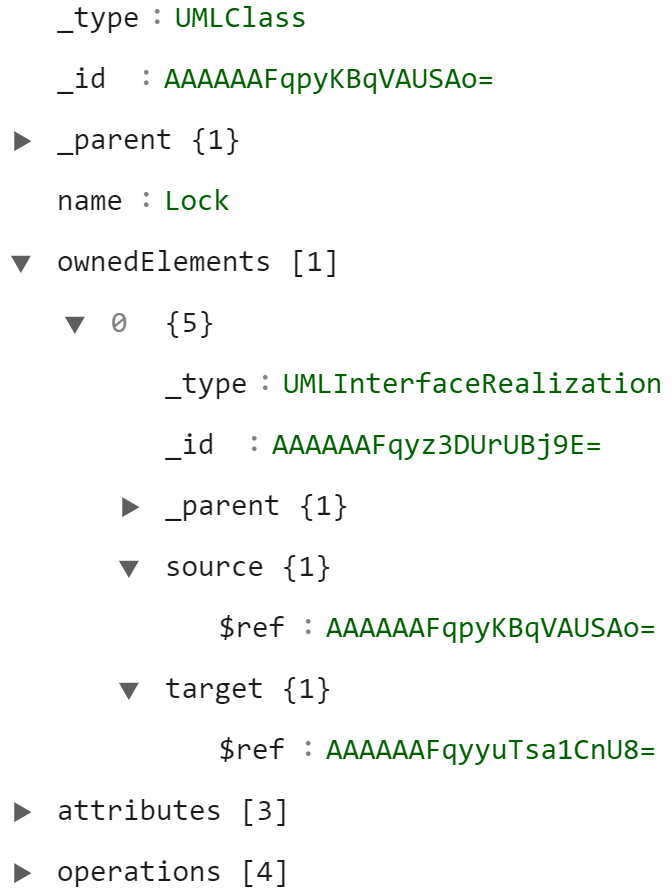 _type : UMLClass
_id : AAAAAAFqpyKBqVAUSAo=
_parent {1}
name : Lock
ownedElements [1]
0 {5}
_type : UMLInterfaceRealization
_id : AAAAAAFqyz3DUrUBj9E=
_parent {1}
source {1}
$ref : AAAAAAFqpyKBqVAUSAo=
target {1}
$ref : AAAAAAFqyyuTsa1CnU8=
attributes [3]
operations [4]